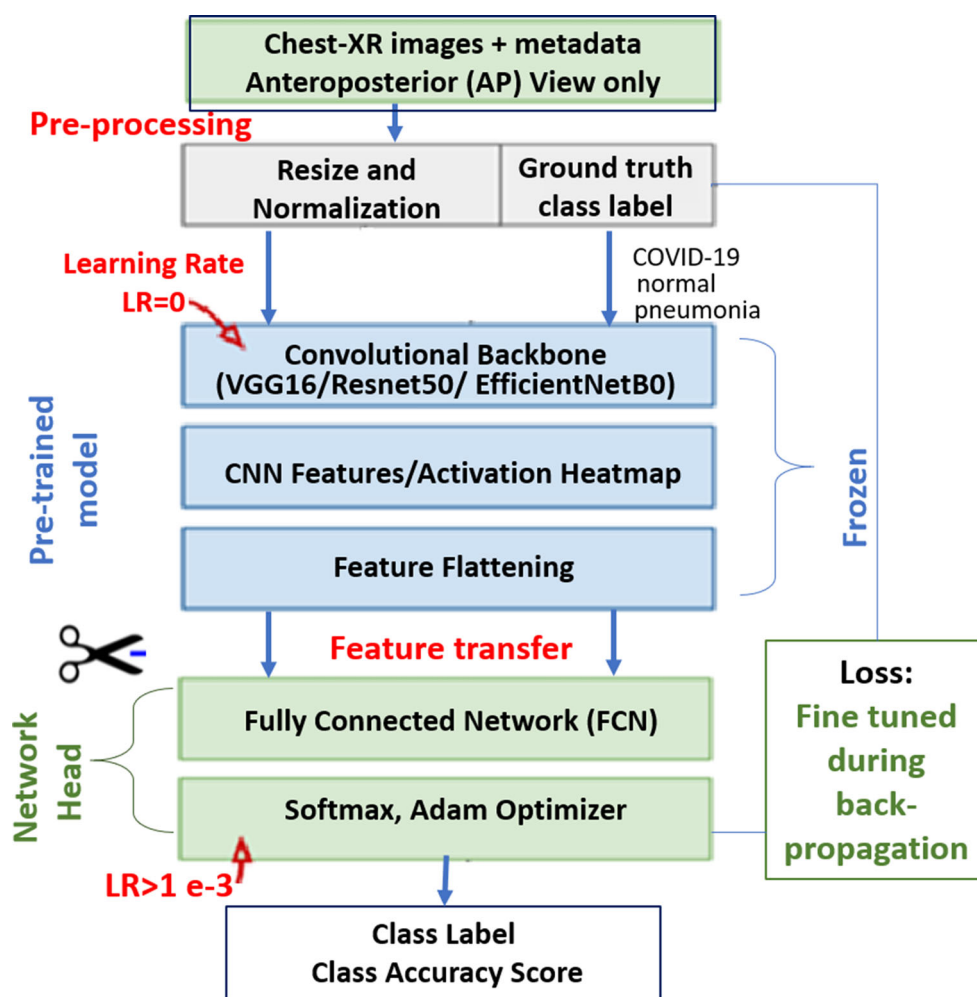 Chest-XR images + metadata
Anteroposterior (AP) View only
Pre-processing
Resize and
Normalization
Ground truth
class label
Learning Rate
LR=0
COVID-19
normal
pneumonia
Convolutional Backbone
(VGG16/Resnet50/ EfficientNetB0)
CNN Features/Activation Heatmap
Feature Flattening
Pre-trained
model
Frozen
Feature transfer
Fully Connected Network (FCN)
Softmax, Adam Optimizer
Network
Head
LR>1 e-3
Loss:
Fine tuned
during
back-
propagation
Class Label
Class Accuracy Score